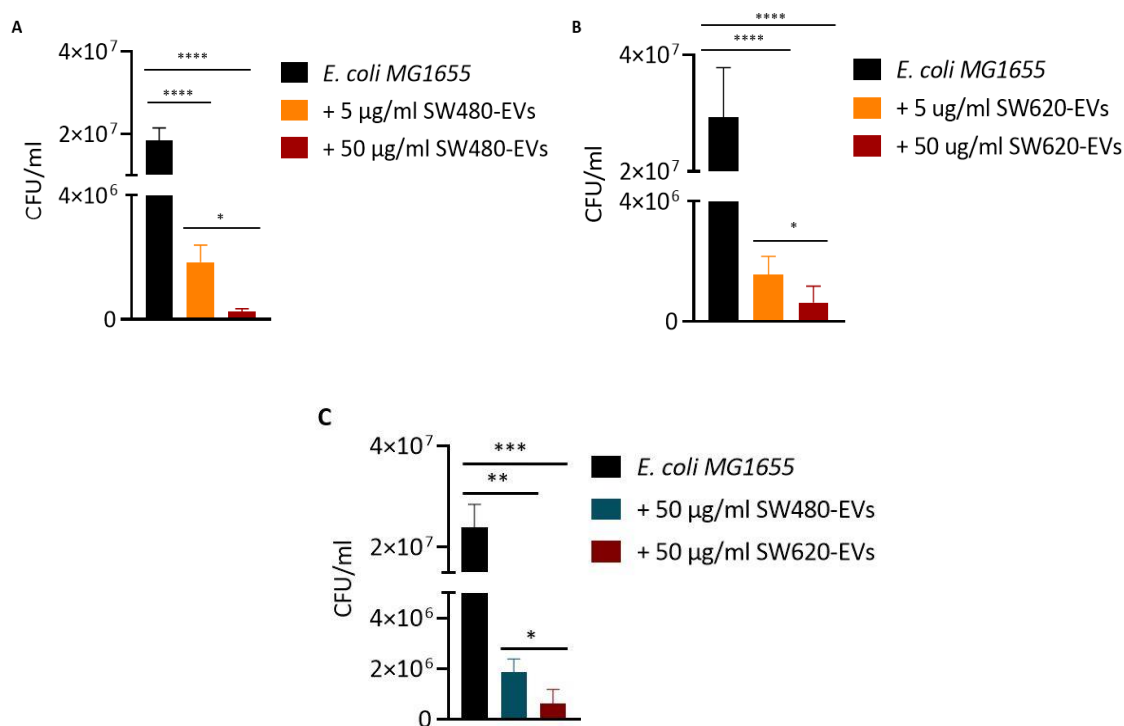 A
CFU/ml
4×10⁷
2×10⁷
4×10⁶
0
****
****
*
E. coli MG1655
+ 5 µg/ml SW480-EVs
+ 50 µg/ml SW480-EVs
B
CFU/ml
4×10⁷
2×10⁷
4×10⁶
0
****
****
*
E. coli MG1655
+ 5 ug/ml SW620-EVs
+ 50 ug/ml SW620-EVs
C
CFU/ml
4×10⁷
2×10⁷
4×10⁶
2×10⁶
0
***
**
*
E. coli MG1655
+ 50 µg/ml SW480-EVs
+ 50 µg/ml SW620-EVs